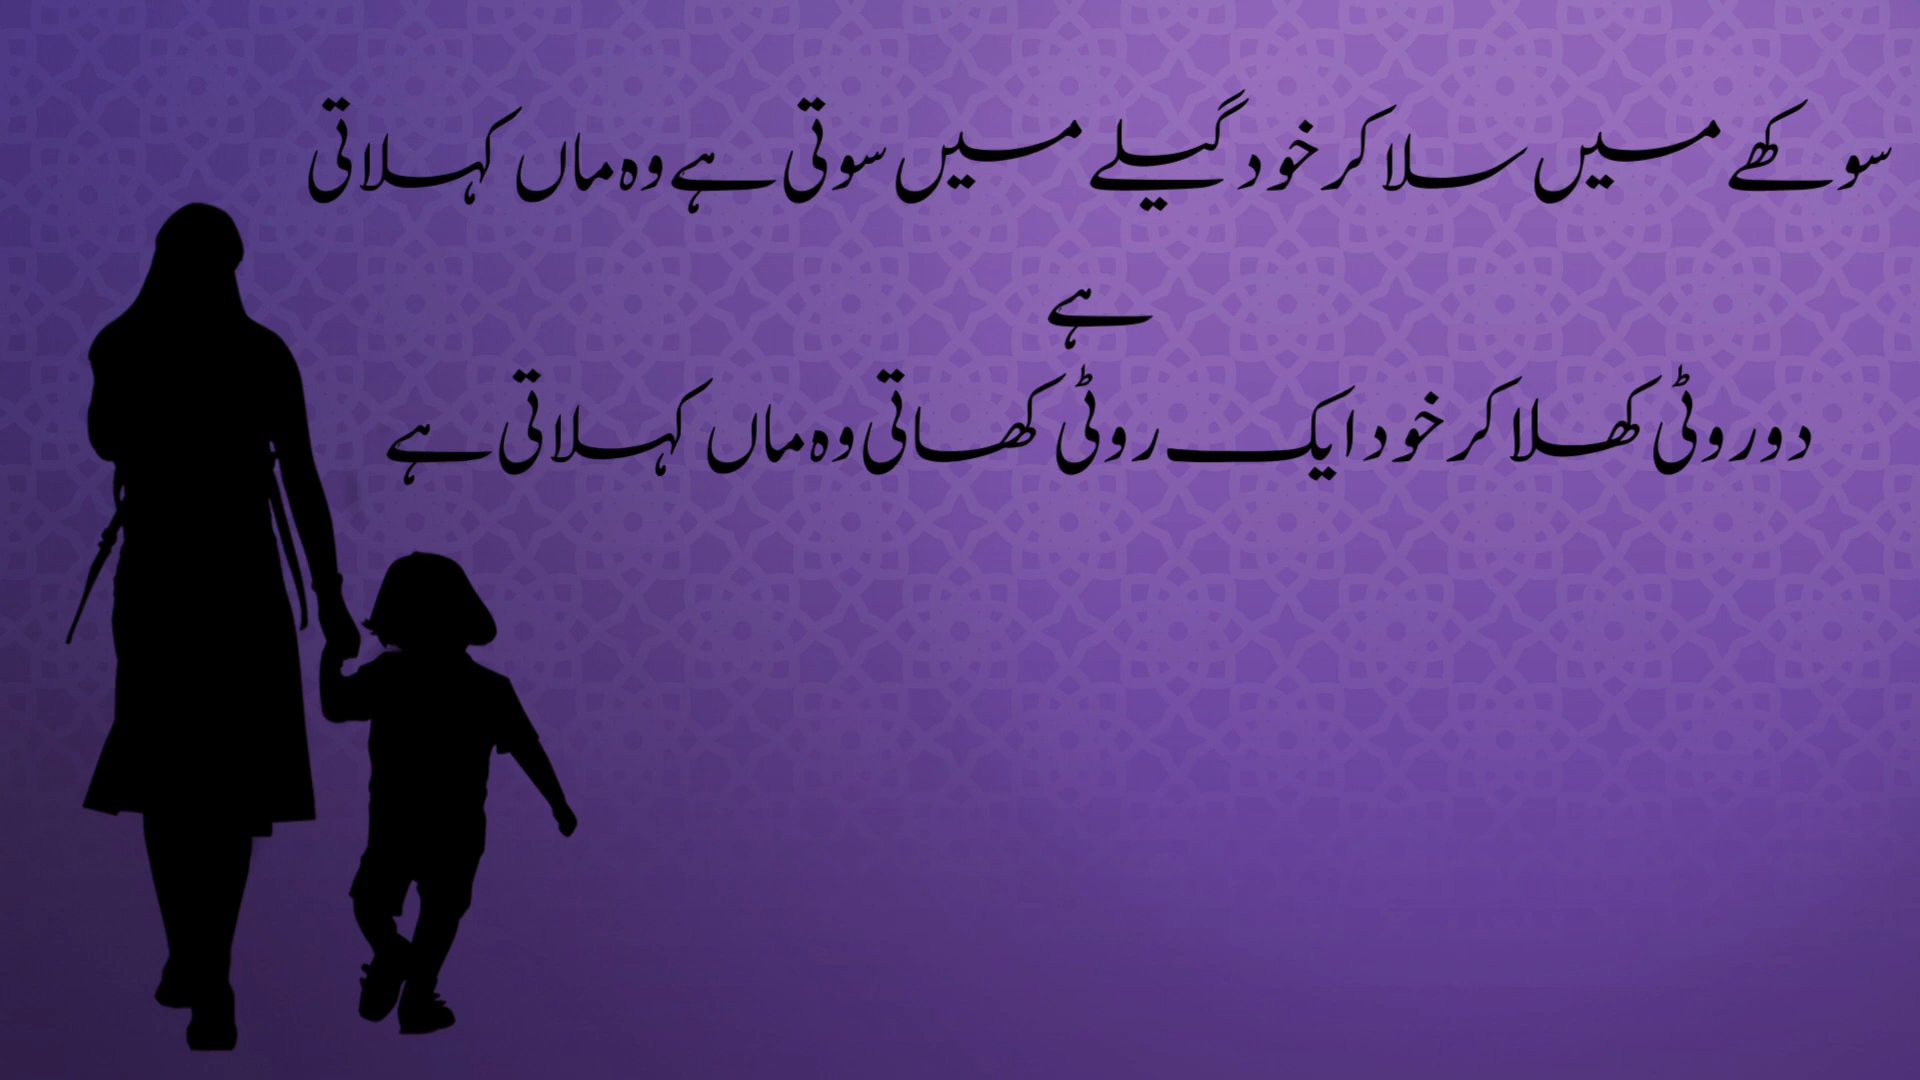 سوکھے میں سلا کر خود گیلے میں سوتی ہے وہ ماں کہلاتی
ہے
دو روٹی کھلا کر خود ایک روٹی کھاتی وہ ماں کہلاتی ہے